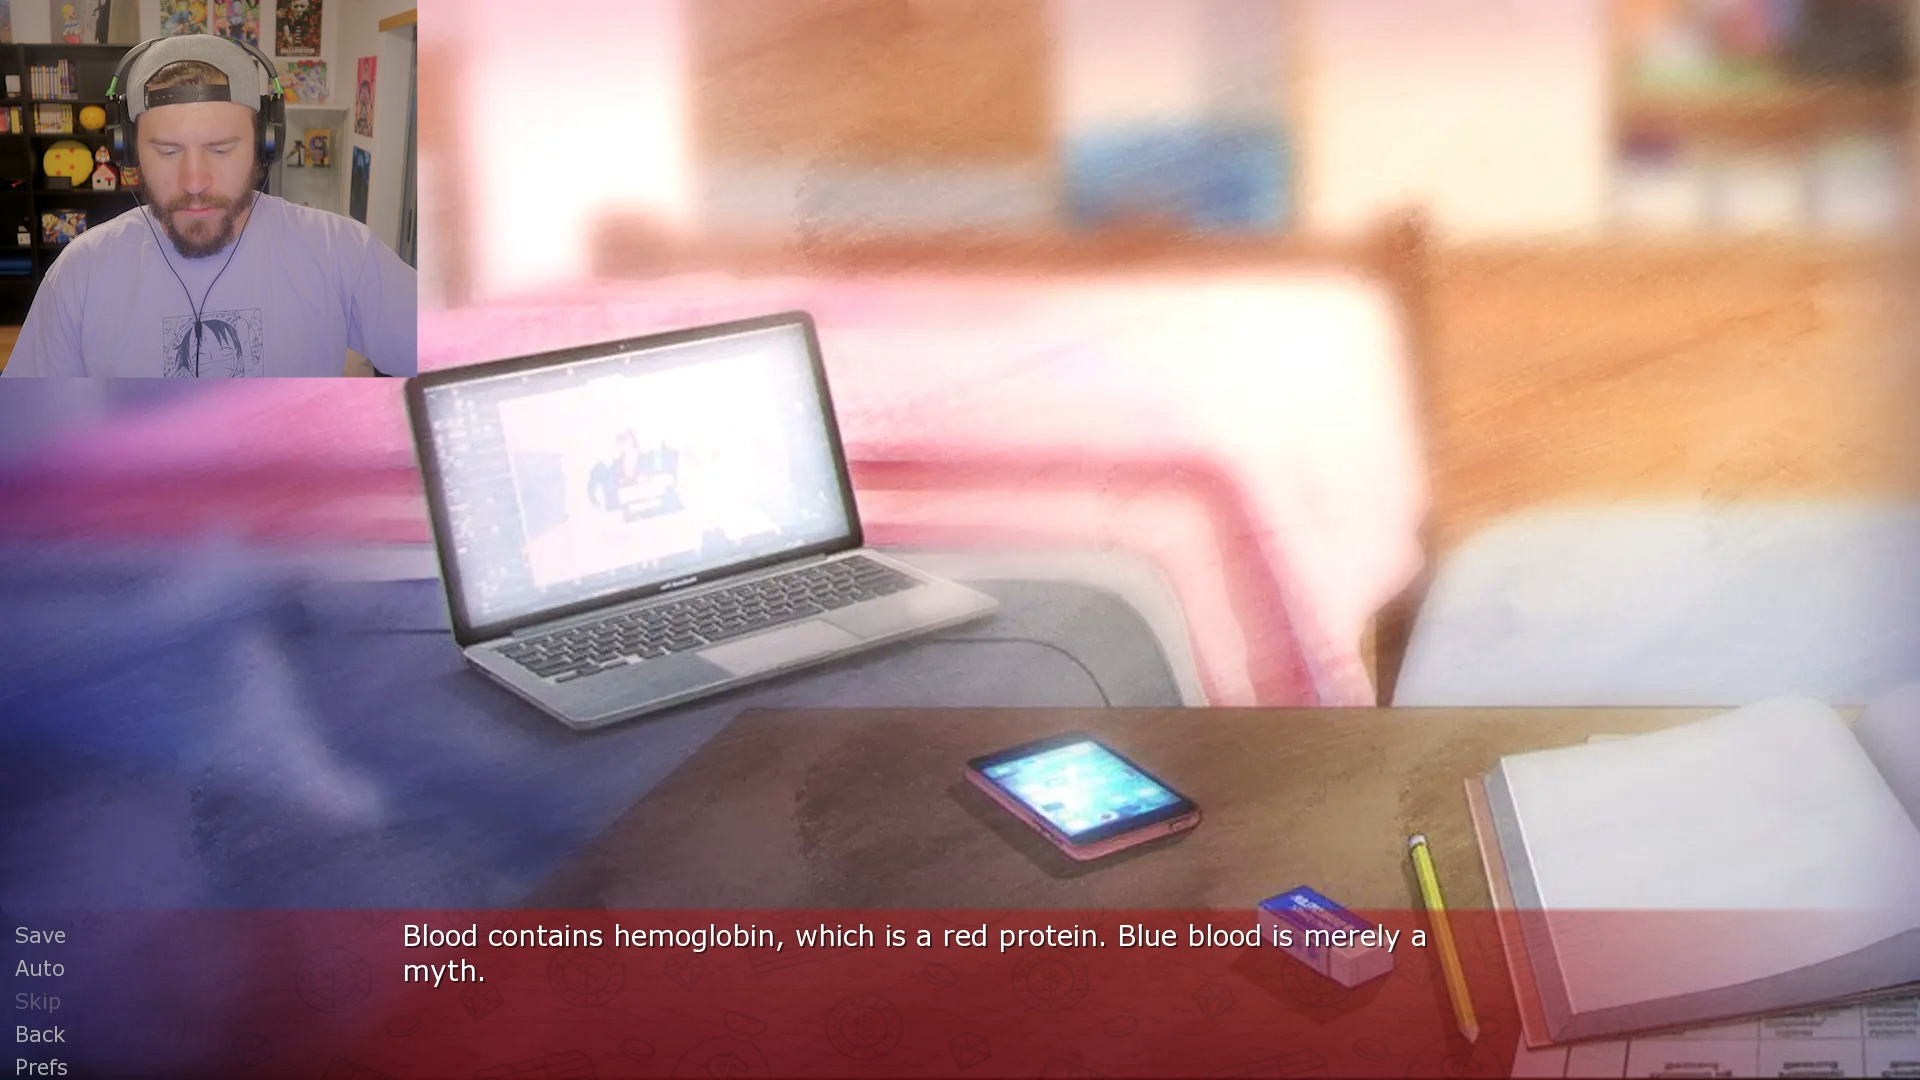 Blood contains hemoglobin, which is a red protein. Blue blood is merely a
myth.
Save
Auto
Skip
Back
Prefs